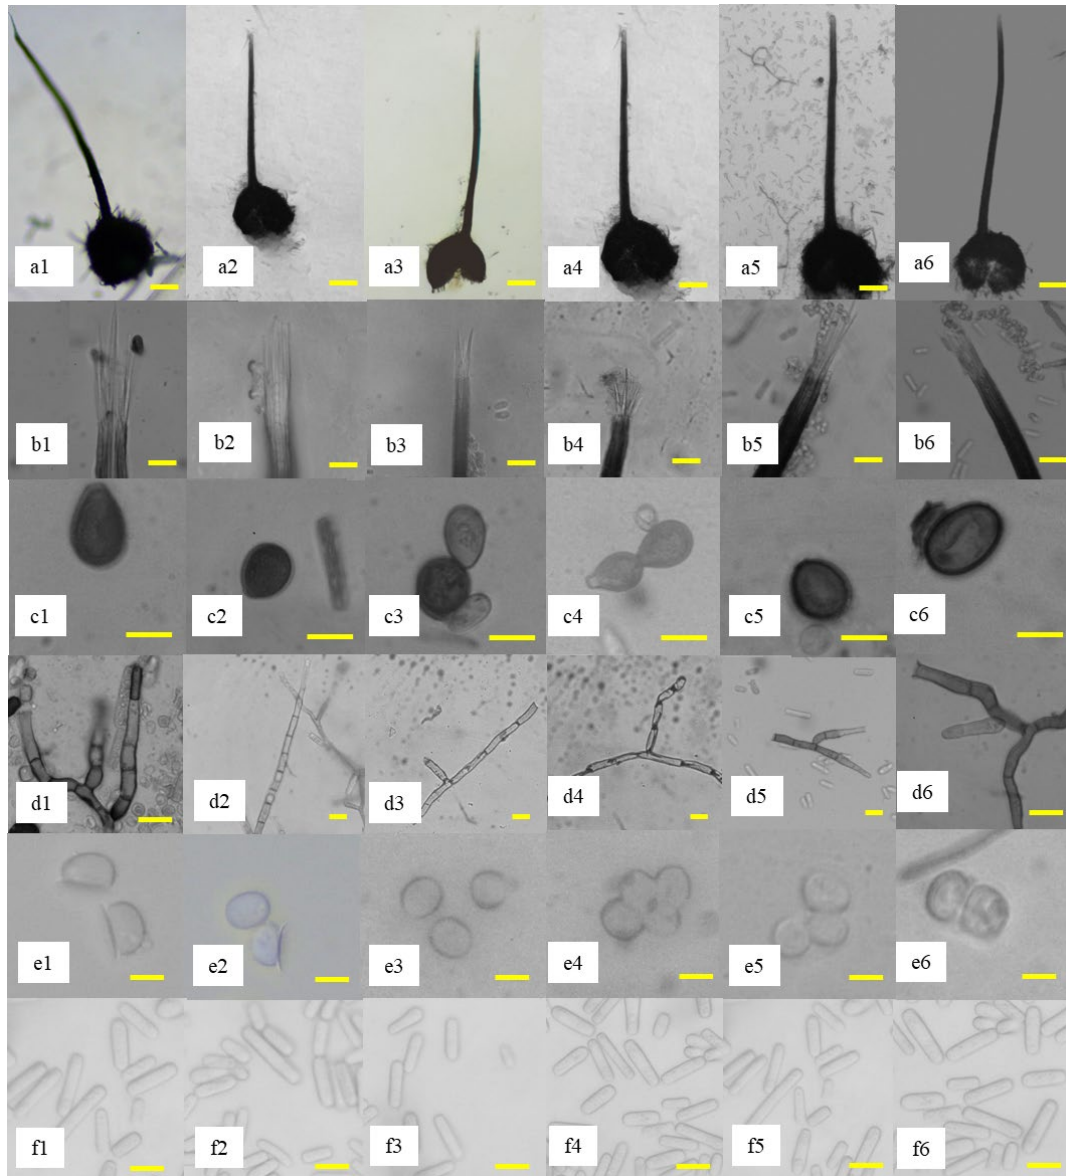 a1 a2 a3 a4 a5 a6
b1 b2 b3 b4 b5 b6
c1 c2 c3 c4 c5 c6
d1 d2 d3 d4 d5 d6
e1 e2 e3 e4 e5 e6
f1 f2 f3 f4 f5 f6